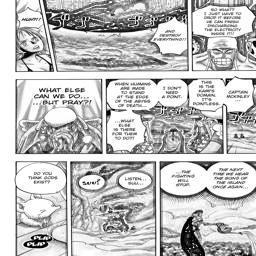 SO WHAT? I
JUST HAVE TO
DROP IT BEFORE
WE CAN FINISH
DISCHARGING
THE ELECTRICITY
INSIDE IT!!
AND
DESTROY
EVERYTHING!!
HUH?!
CAPTAIN
MCKINLEY
THIS IS
THE KAMI'S
DOMAIN,
IT'S
POINTLESS.
I DON'T
NEED
A POINT.
WHEN HUMANS
ARE MADE
TO STAND
AT THE EDGE
OF THE ABYSS
OF DEATH...
...WHAT
ELSE IS
THERE FOR
THEM TO
DO?
WHAT ELSE
CAN WE
DO...
...BUT PRAY?!
THE NEXT
TIME WE HEAR
THE SONG OF
THE ISLAND
ONCE AGAIN...
THE
FIGHTING
WILL
STOP.
LISTEN...
SUU...
DO YOU
THINK GODS
EXIST?